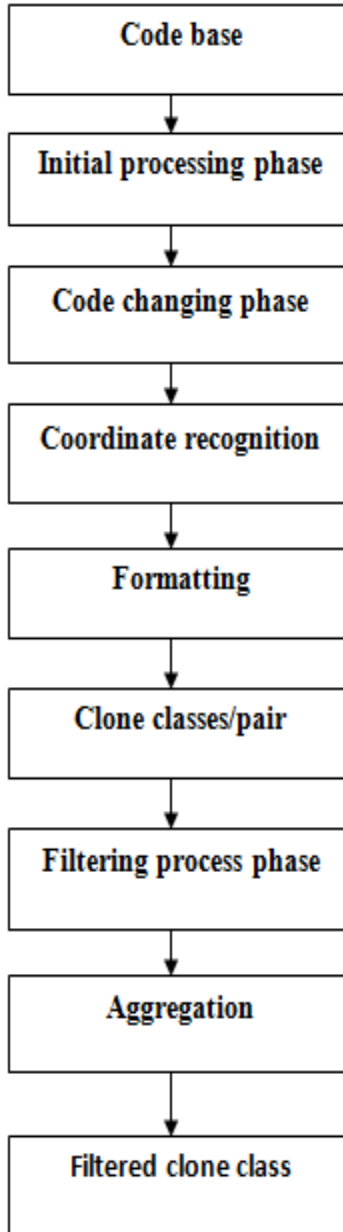 Code base
Initial processing phase
Code changing phase
Coordinate recognition
Formatting
Clone classes/pair
Filtering process phase
Aggregation
Filtered clone class